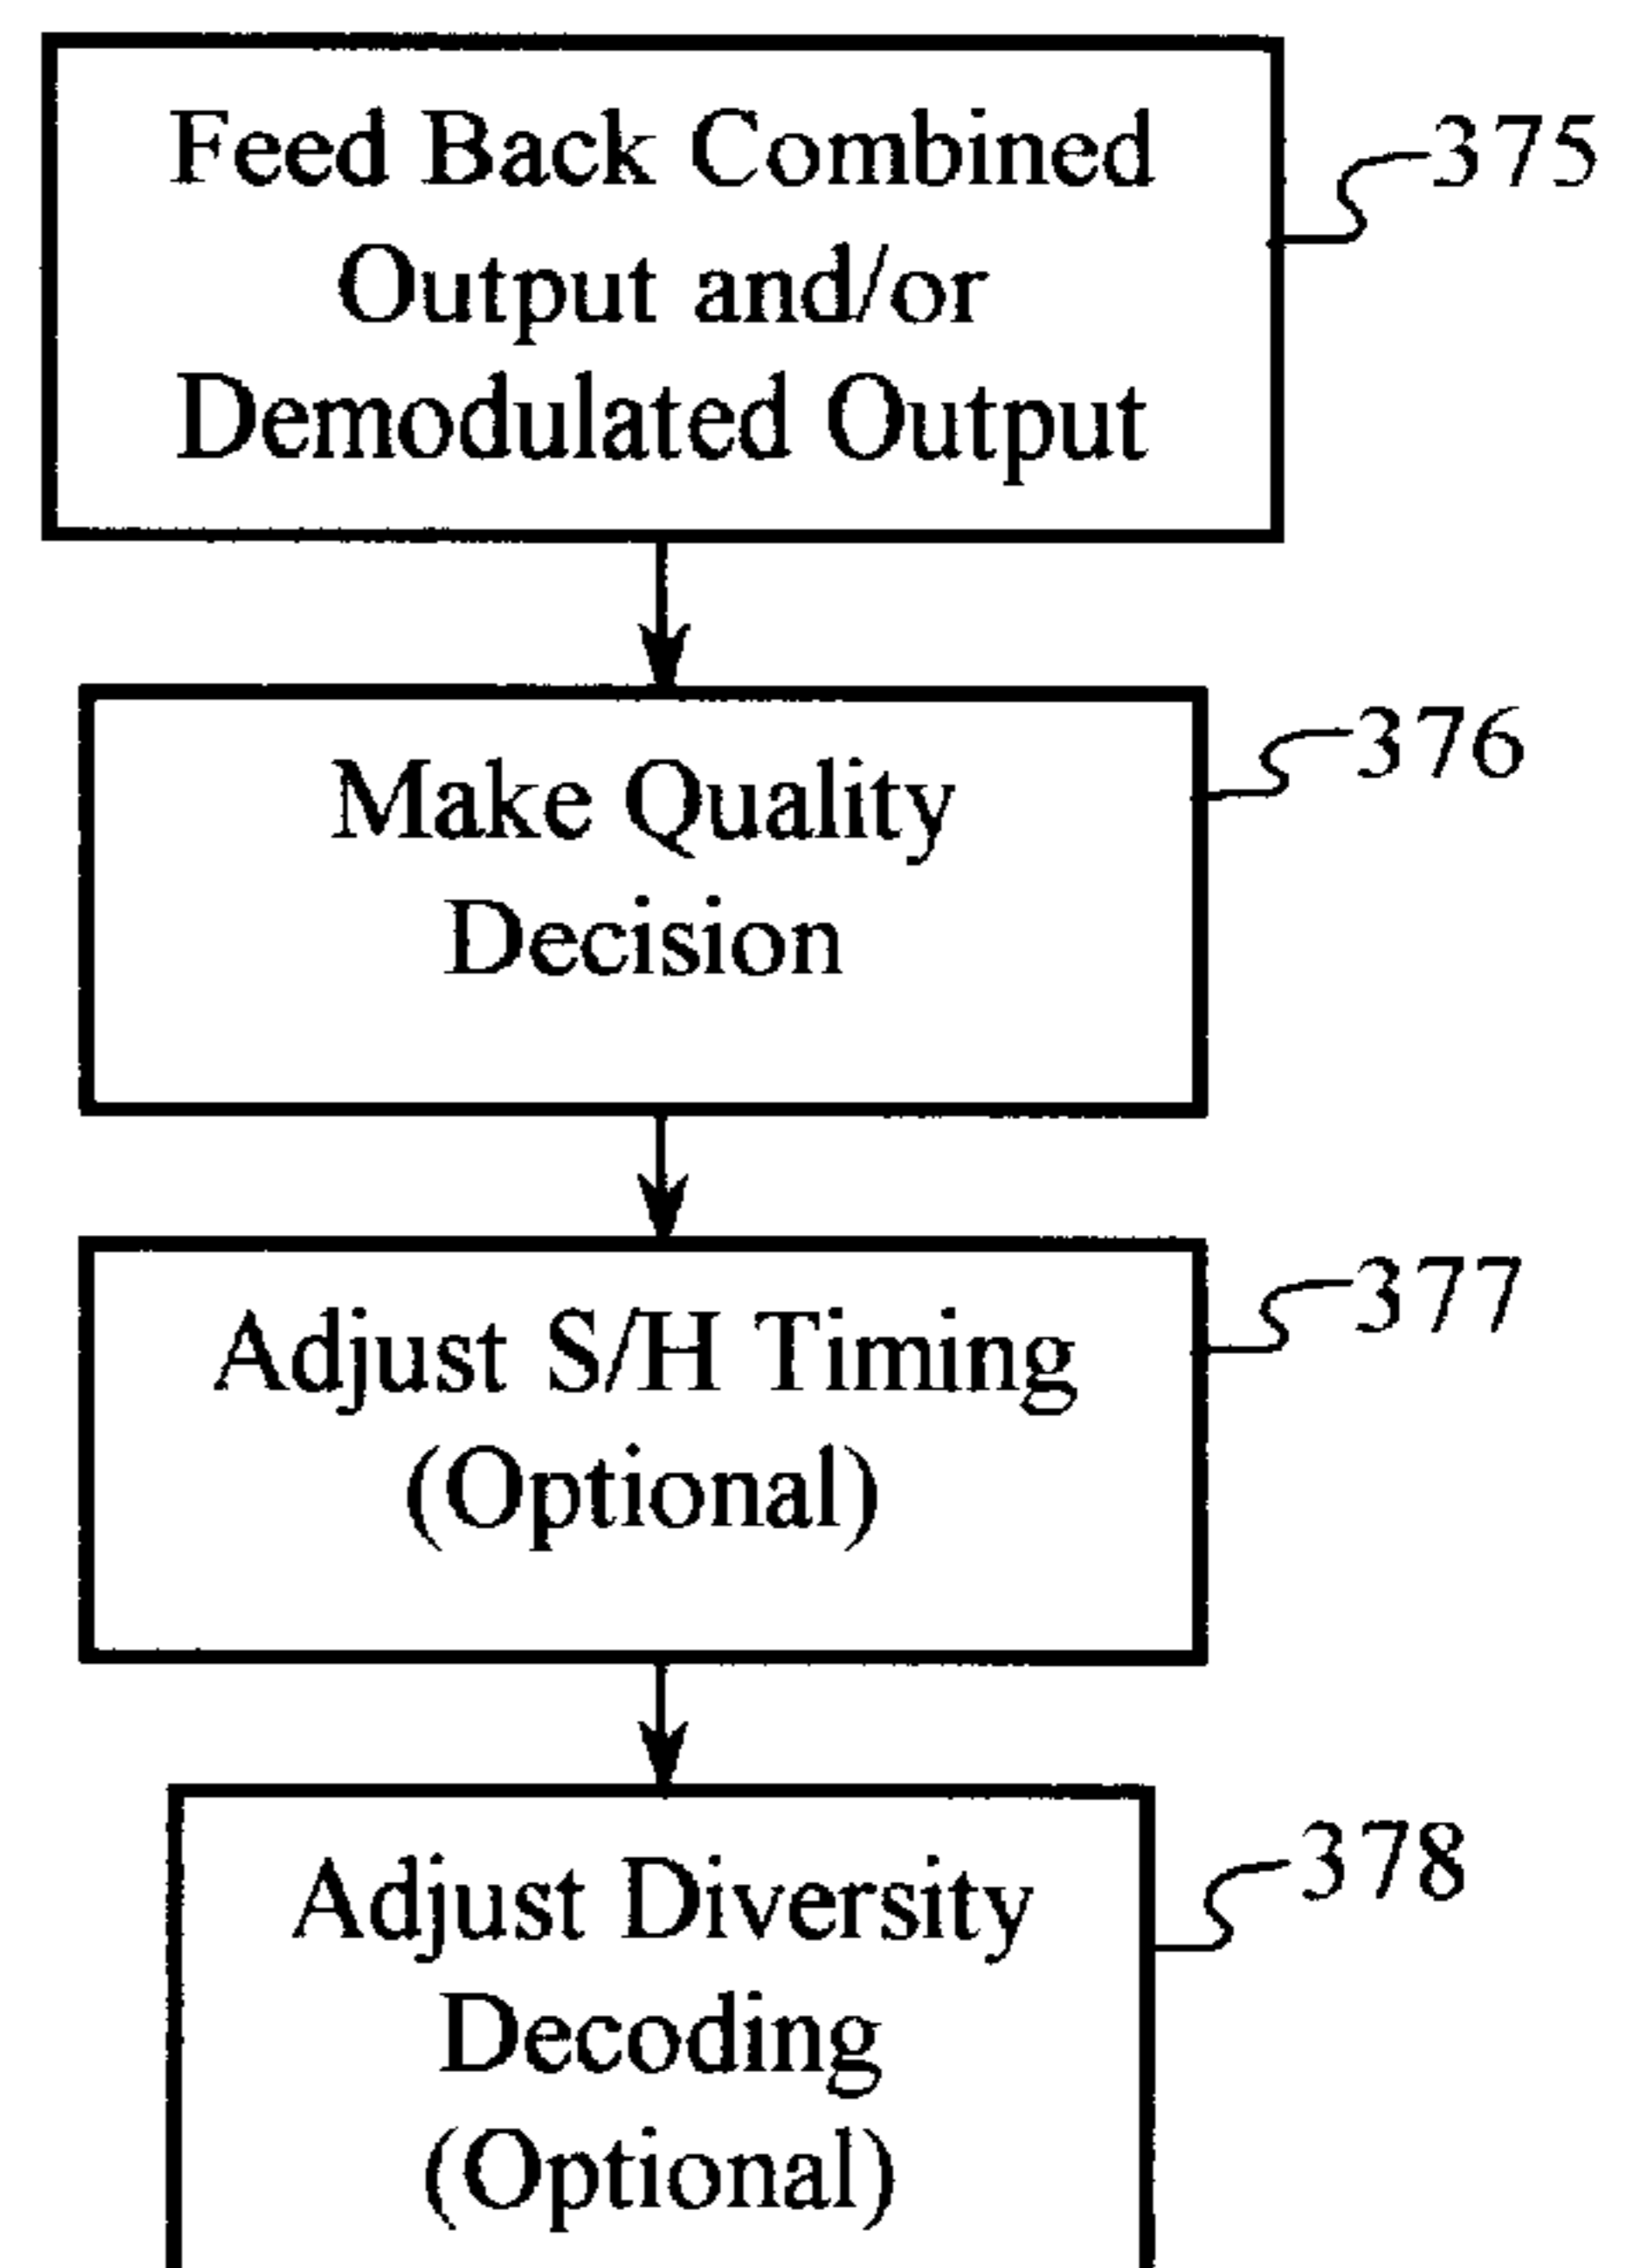 Feed Back Combined
Output and/or
Demodulated Output
375
Make Quality
Decision
376
Adjust S/H Timing
(Optional)
377
Adjust Diversity
Decoding
(Optional)
378